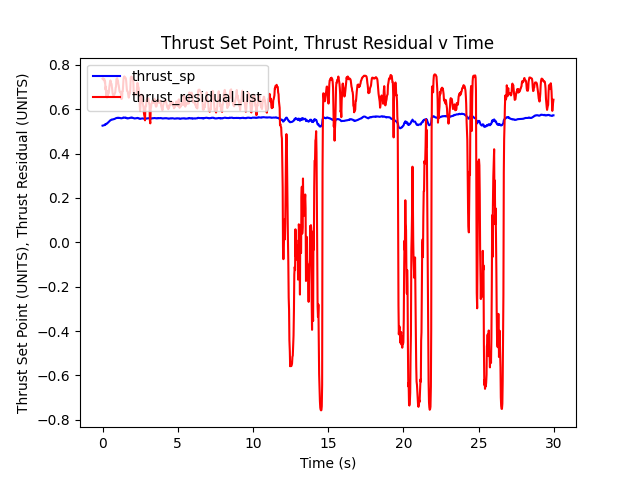 Thrust Set Point, Thrust Residual v Time
thrust_sp
thrust_residual_list
Thrust Set Point (UNITS), Thrust Residual (UNITS)
0.8
0.6
0.4
0.2
0.0
−0.2
−0.4
−0.6
−0.8
0 5 10 15 20 25 30
Time (s)